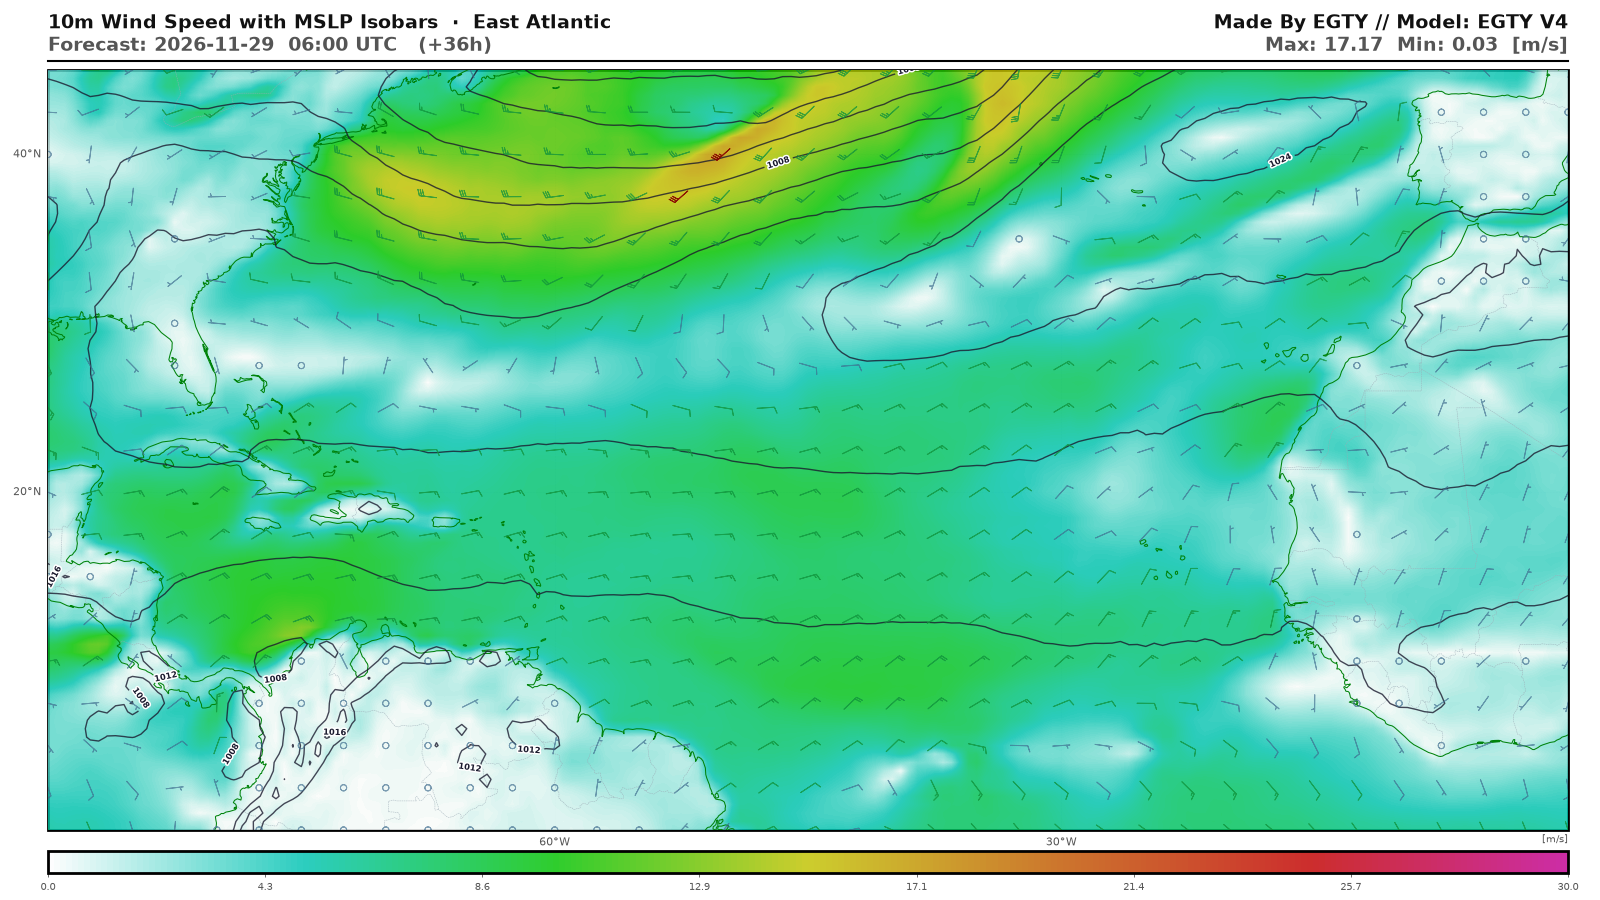 10m Wind Speed with MSLP Isobars · East Atlantic
Made By EGTY // Model: EGTY V4
Forecast: 2026-11-29 06:00 UTC (+36h)
Max: 17.17 Min: 0.03 [m/s]
40°N
1008
1024
20°N
1016
1012
1008
1008
1016
1008
1012
1012
60°W
30°W
[m/s]
0.0
4.3
8.6
12.9
17.1
21.4
25.7
30.0